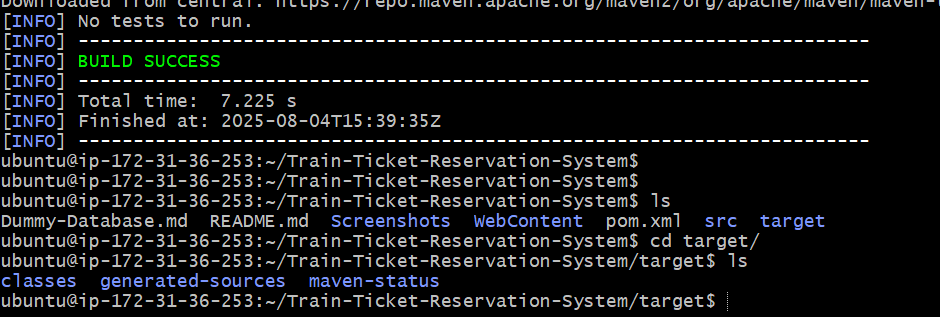 Downloaded from central: https://repo.maven.apache.org/maven2/org/apache/maven/maven-
[INFO] No tests to run.
[INFO] ------------------------------------------------------------------------
[INFO] BUILD SUCCESS
[INFO] ------------------------------------------------------------------------
[INFO] Total time:  7.225 s
[INFO] Finished at: 2025-08-04T15:39:35Z
[INFO] ------------------------------------------------------------------------
ubuntu@ip-172-31-36-253:~/Train-Ticket-Reservation-System$
ubuntu@ip-172-31-36-253:~/Train-Ticket-Reservation-System$
ubuntu@ip-172-31-36-253:~/Train-Ticket-Reservation-System$ ls
Dummy-Database.md  README.md  Screenshots  WebContent  pom.xml  src  target
ubuntu@ip-172-31-36-253:~/Train-Ticket-Reservation-System$ cd target/
ubuntu@ip-172-31-36-253:~/Train-Ticket-Reservation-System/target$ ls
classes  generated-sources  maven-status
ubuntu@ip-172-31-36-253:~/Train-Ticket-Reservation-System/target$